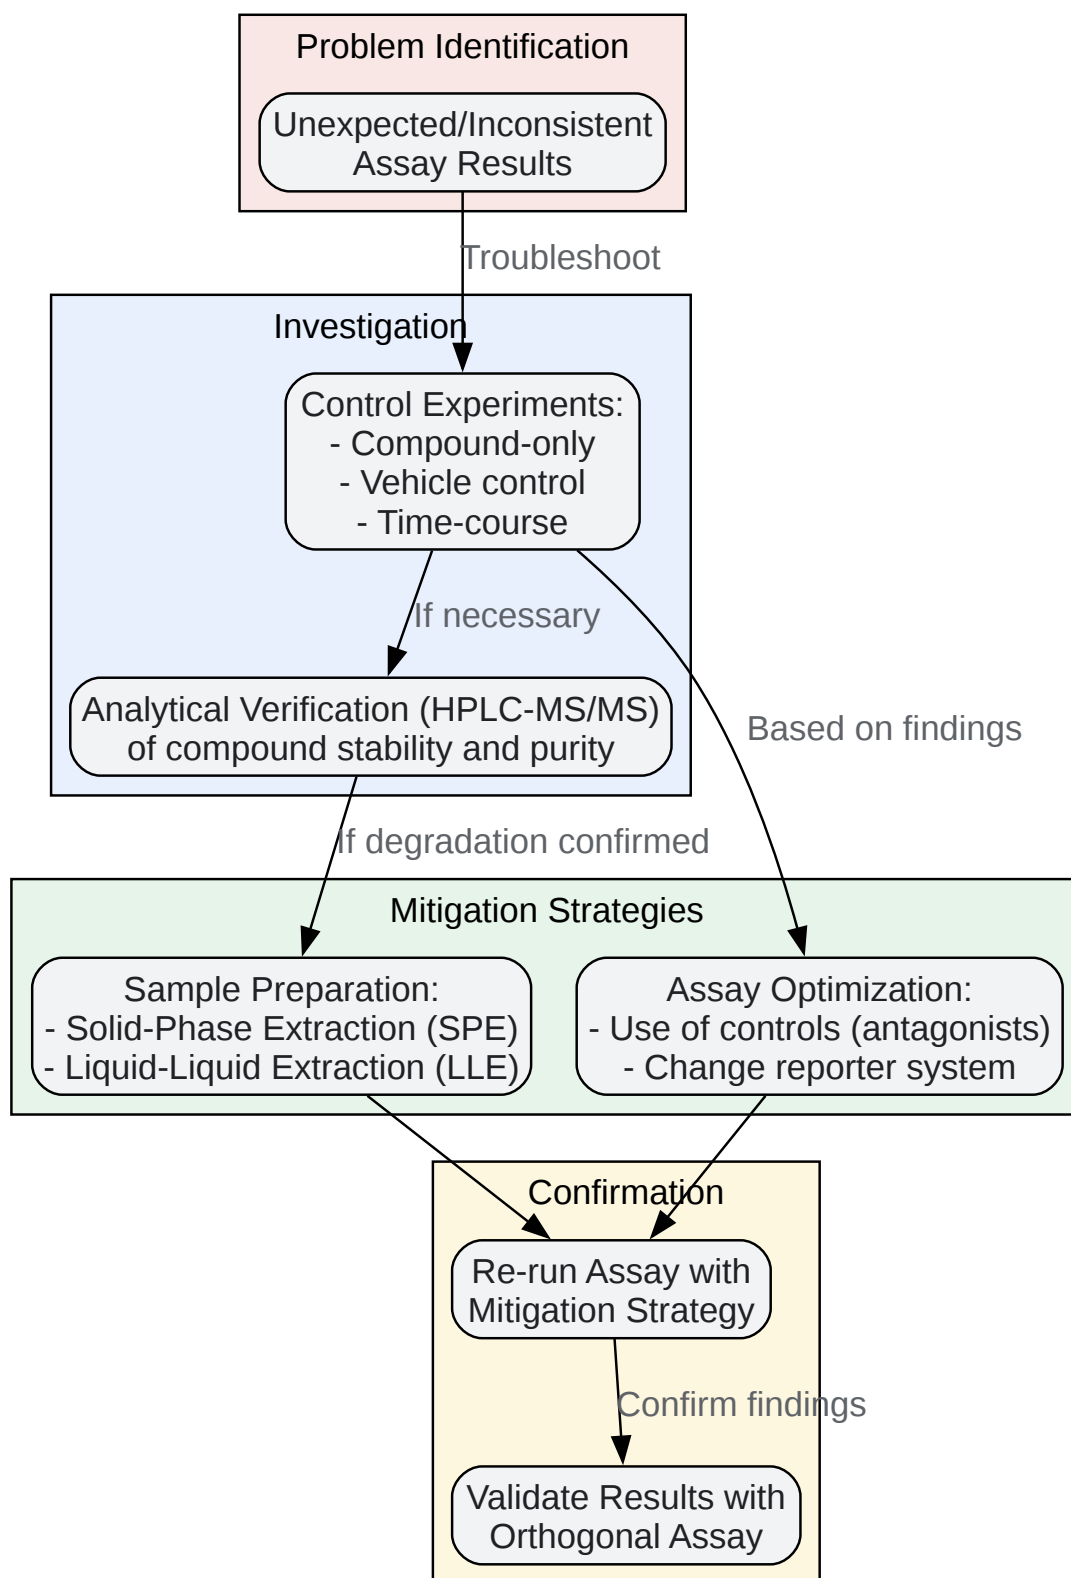 Problem Identification
Unexpected/Inconsistent
Assay Results
Troubleshoot
Investigation
Control Experiments:
- Compound-only
- Vehicle control
- Time-course
If necessary
Analytical Verification (HPLC-MS/MS)
of compound stability and purity
Based on findings
If degradation confirmed
Mitigation Strategies
Sample Preparation:
- Solid-Phase Extraction (SPE)
- Liquid-Liquid Extraction (LLE)
Assay Optimization:
- Use of controls (antagonists)
- Change reporter system
Confirmation
Re-run Assay with
Mitigation Strategy
Confirm findings
Validate Results with
Orthogonal Assay